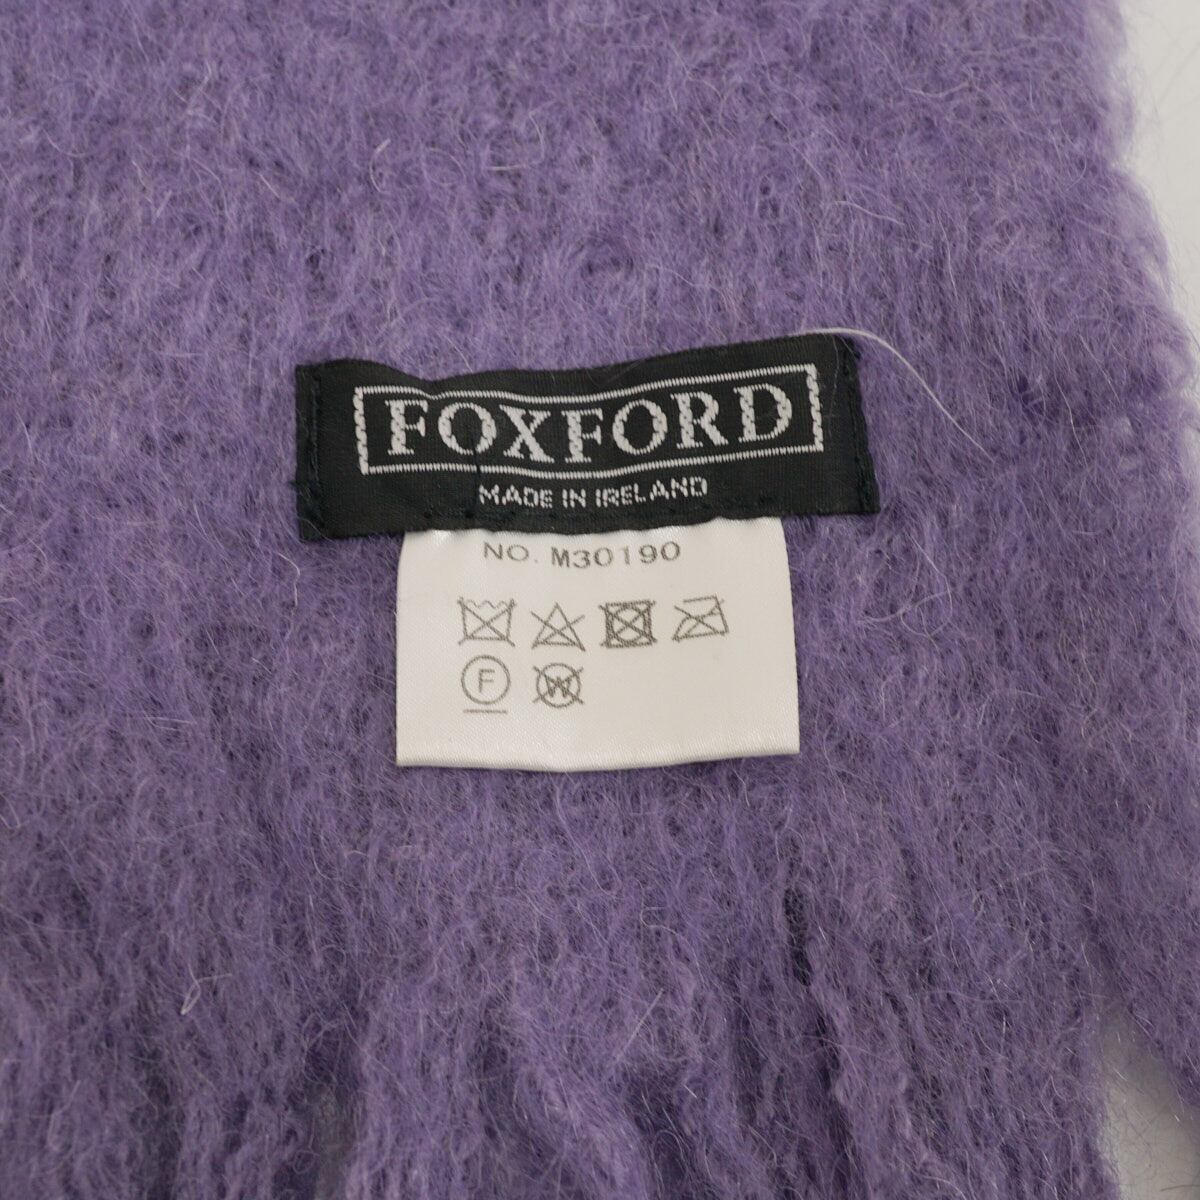 FOXFORD
MADE IN IRELAND
NO. M30190
F
W